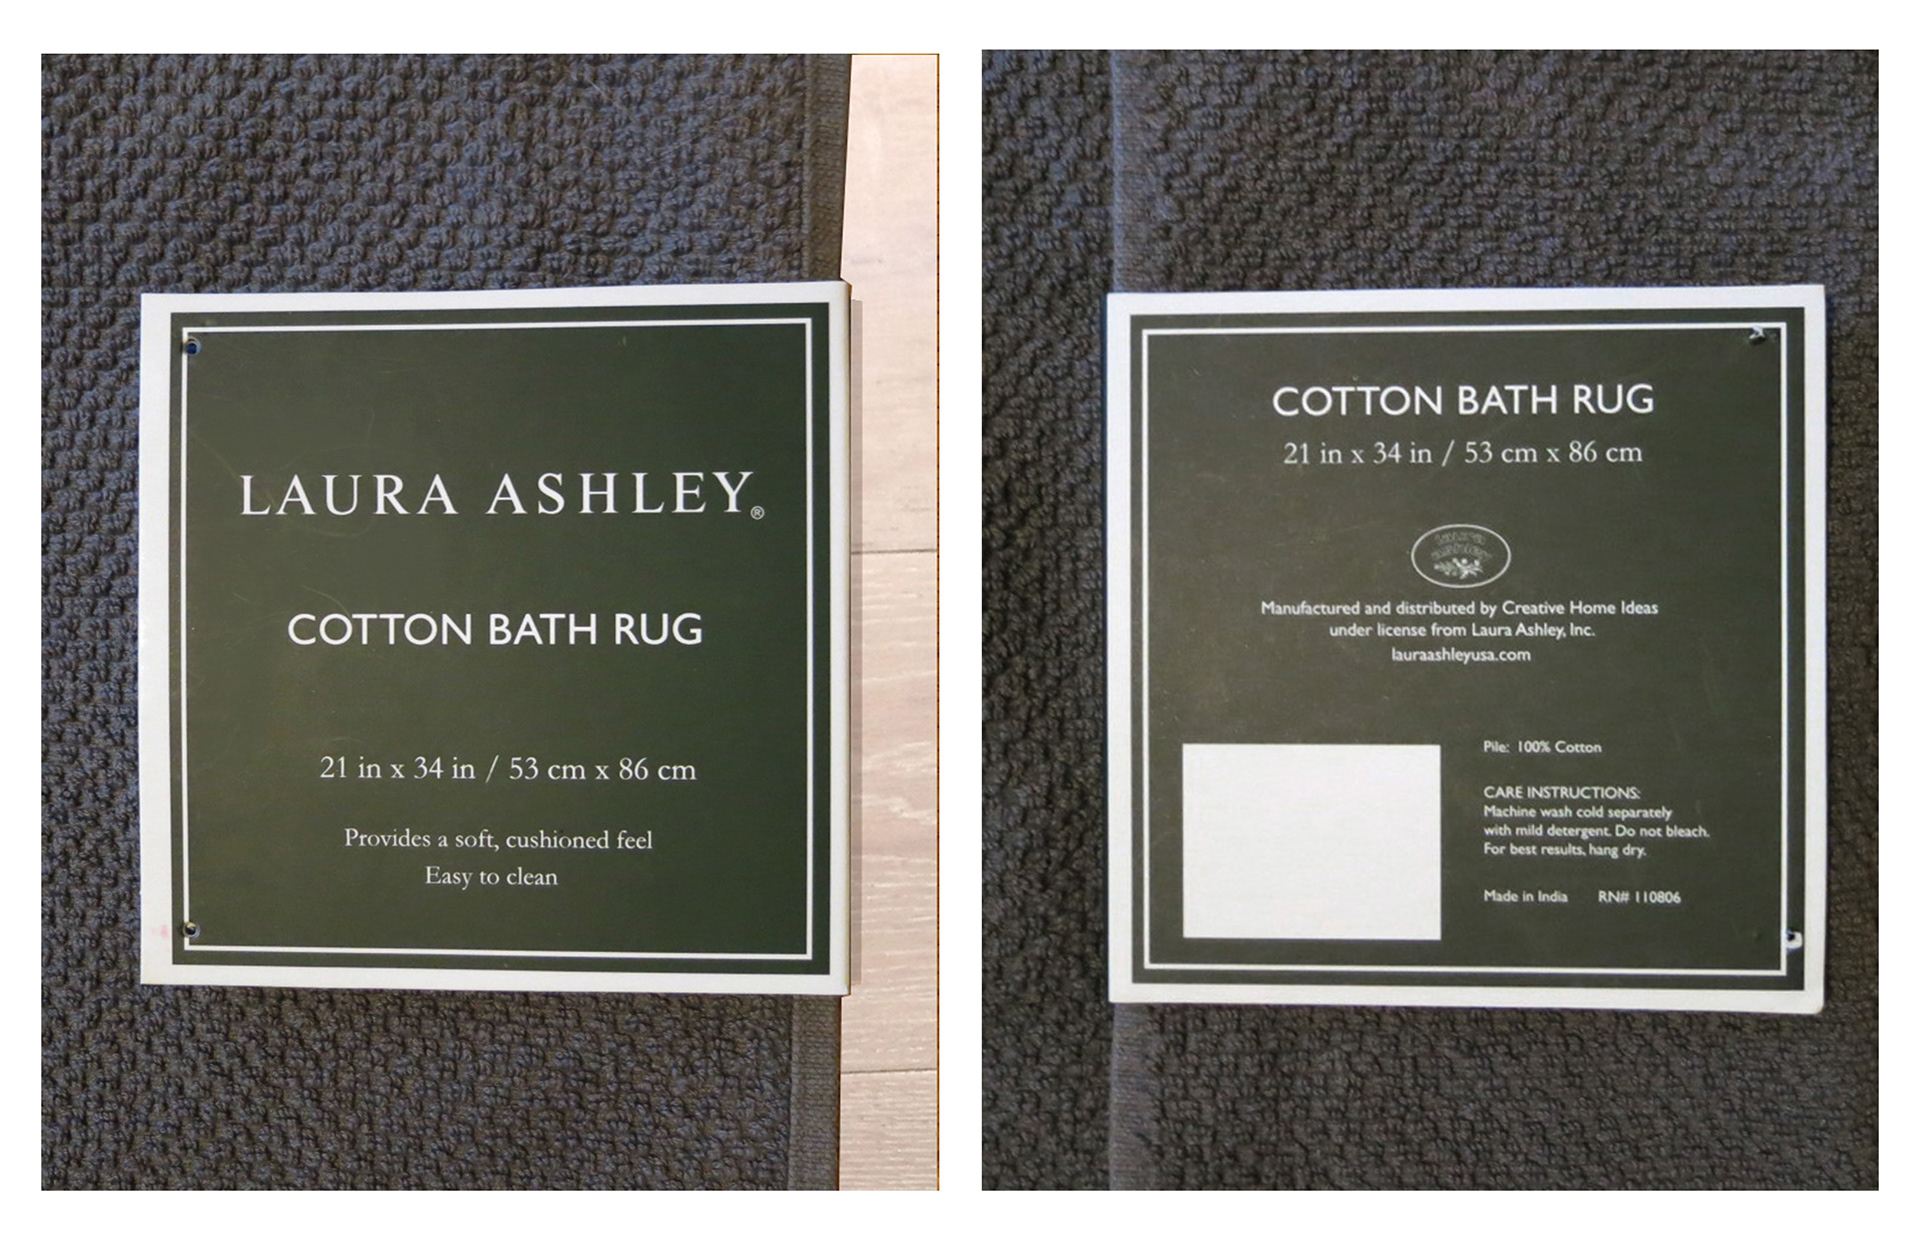 LAURA ASHLEY®
COTTON BATH RUG
21 in x 34 in / 53 cm x 86 cm
Provides a soft, cushioned feel
Easy to clean
COTTON BATH RUG
21 in x 34 in / 53 cm x 86 cm
laura
ashley
Manufactured and distributed by Creative Home Ideas
under license from Laura Ashley, Inc.
lauraashleyusa.com
Pile: 100% Cotton
CARE INSTRUCTIONS:
Machine wash cold separately
with mild detergent. Do not bleach.
For best results, hang dry.
Made in India RN# 110806